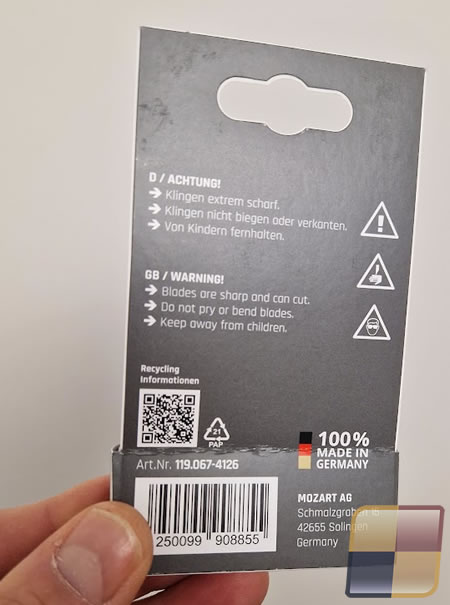 D / ACHTUNG!
→ Klingen extrem scharf.
→ Klingen nicht biegen oder verkanten.
→ Von Kindern fernhalten.
GB / WARNING!
→ Blades are sharp and can cut.
→ Do not pry or bend blades.
→ Keep away from children.
Recycling
Informationen
21
PAP
Art.Nr. 119.067-4126
100%
MADE IN
GERMANY
250099 908855
MOZART AG
42655 Solingen
Germany